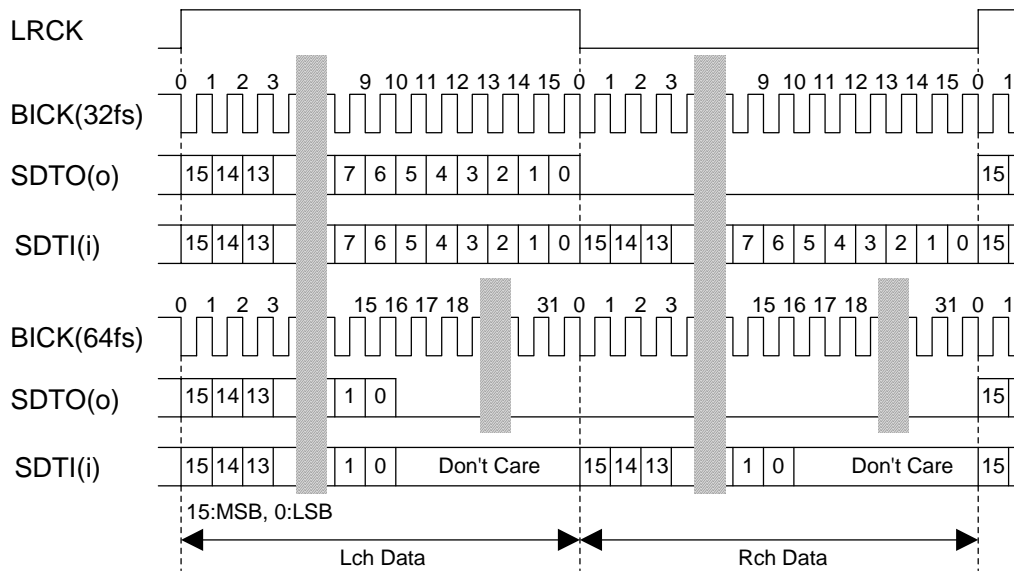 LRCK
0 1 2 3 9 10 11 12 13 14 15 0 1 2 3 9 10 11 12 13 14 15 0 1
BICK(32fs)
SDTO(o) 15 14 13 7 6 5 4 3 2 1 0 15
SDTI(i) 15 14 13 7 6 5 4 3 2 1 0 15 14 13 7 6 5 4 3 2 1 0 15
0 1 2 3 15 16 17 18 31 0 1 2 3 15 16 17 18 31 0 1
BICK(64fs)
SDTO(o) 15 14 13 1 0 15
SDTI(i) 15 14 13 1 0 Don't Care 15 14 13 1 0 Don't Care 15
15:MSB, 0:LSB
Lch Data Rch Data